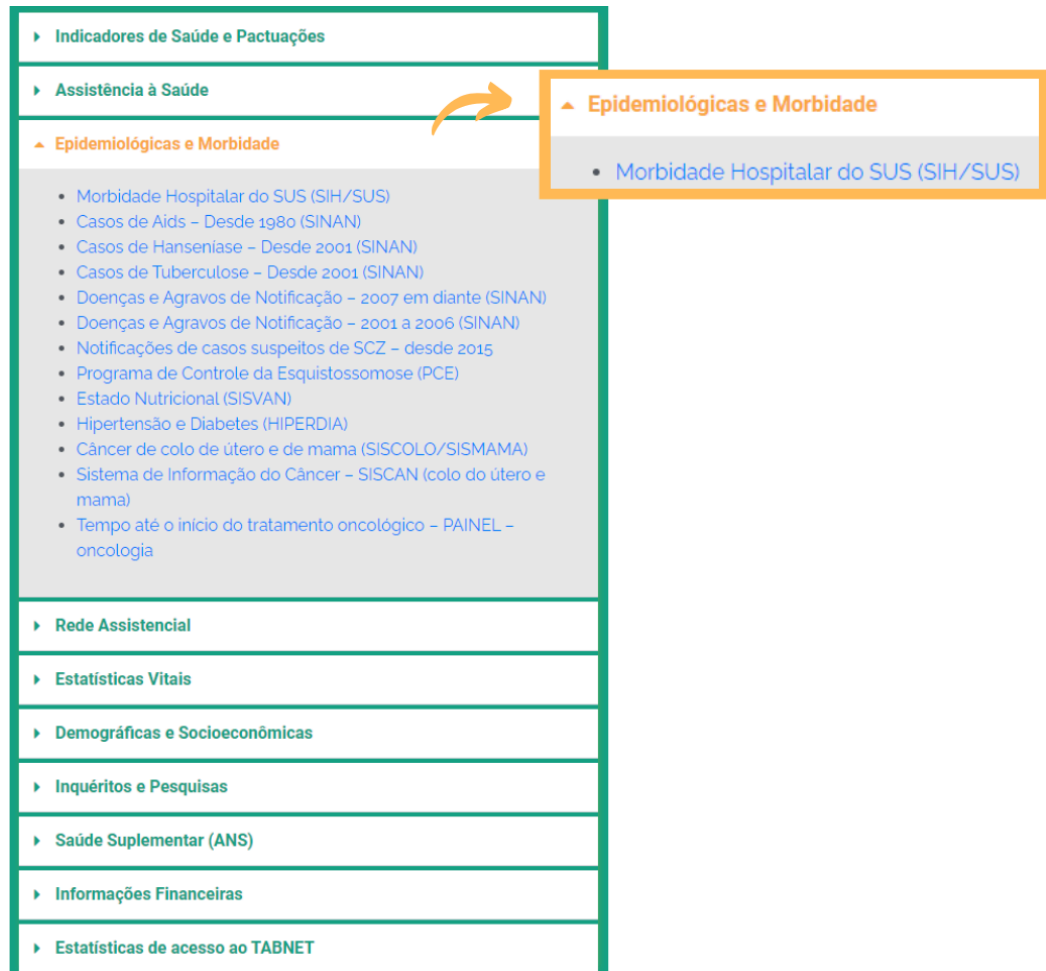 Indicadores de Saúde e Pactuações
Assistência à Saúde
Epidemiológicas e Morbidade
Morbidade Hospitalar do SUS (SIH/SUS)
Casos de Aids – Desde 1980 (SINAN)
Casos de Hanseníase – Desde 2001 (SINAN)
Casos de Tuberculose – Desde 2001 (SINAN)
Doenças e Agravos de Notificação – 2007 em diante (SINAN)
Doenças e Agravos de Notificação – 2001 a 2006 (SINAN)
Notificações de casos suspeitos de SCZ – desde 2015
Programa de Controle da Esquistossomose (PCE)
Estado Nutricional (SISVAN)
Hipertensão e Diabetes (HIPERDIA)
Câncer de colo de útero e de mama (SISCOLO/SISMAMA)
Sistema de Informação do Câncer – SISCAN (colo do útero e
mama)
Tempo até o início do tratamento oncológico – PAINEL –
oncologia
Rede Assistencial
Estatísticas Vitais
Demográficas e Socioeconômicas
Inquéritos e Pesquisas
Saúde Suplementar (ANS)
Informações Financeiras
Estatísticas de acesso ao TABNET
Epidemiológicas e Morbidade
Morbidade Hospitalar do SUS (SIH/SUS)